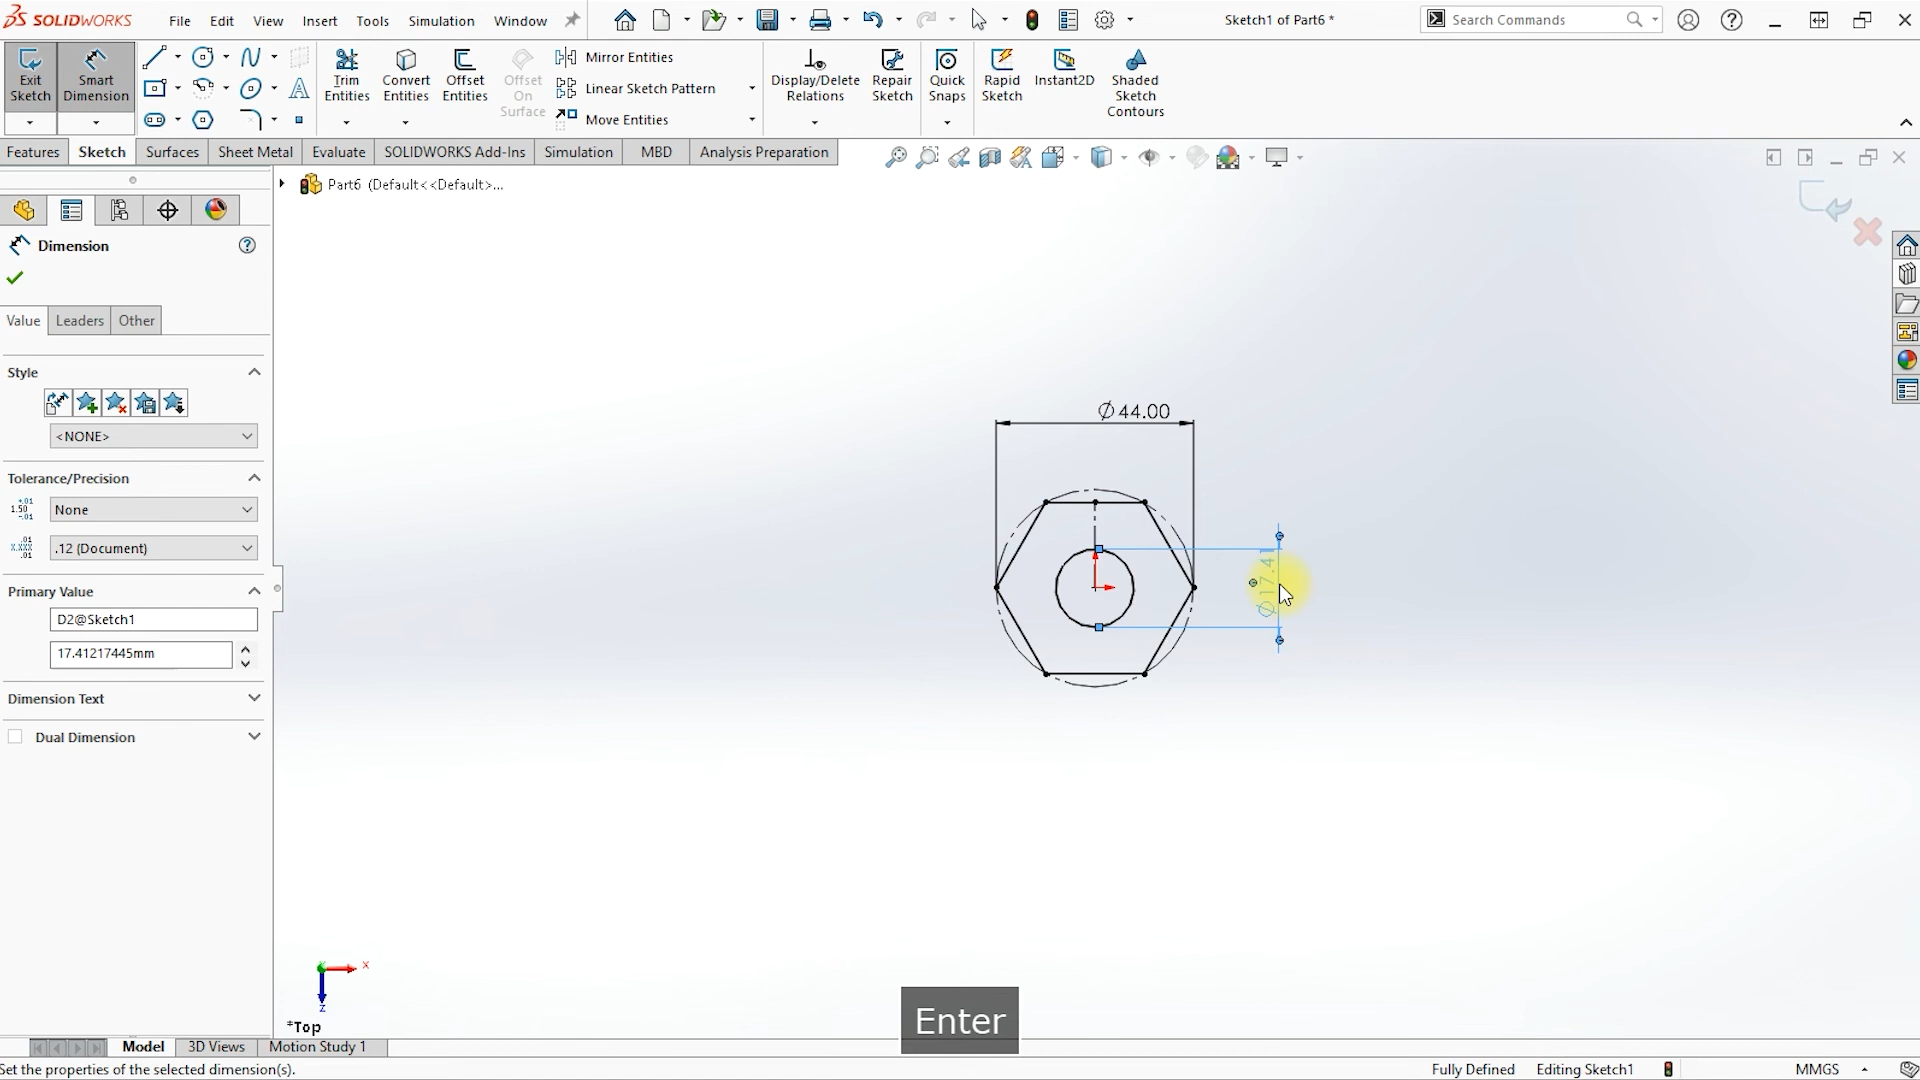 SOLIDWORKS File Edit View Insert Tools Simulation Window Sketch1 of Part6 * Search Commands
Exit Sketch
Smart Dimension
Trim Entities
Convert Entities
Offset Entities
Offset On Surface
Mirror Entities
Linear Sketch Pattern
Move Entities
Display/Delete Relations
Repair Sketch
Quick Snaps
Rapid Sketch
Instant2D
Shaded Sketch Contours
Features Sketch Surfaces Sheet Metal Evaluate SOLIDWORKS Add-Ins Simulation MBD Analysis Preparation
Part6 (Default<<Default>...
Dimension
Value Leaders Other
Style
<NONE>
Tolerance/Precision
None
.12 (Document)
Primary Value
D2@Sketch1
17.41217445mm
Dimension Text
Dual Dimension
∅44.00
∅17.41
x
z
*Top
Enter
Model 3D Views Motion Study 1
Set the properties of the selected dimension(s). Fully Defined Editing Sketch1 MMGS